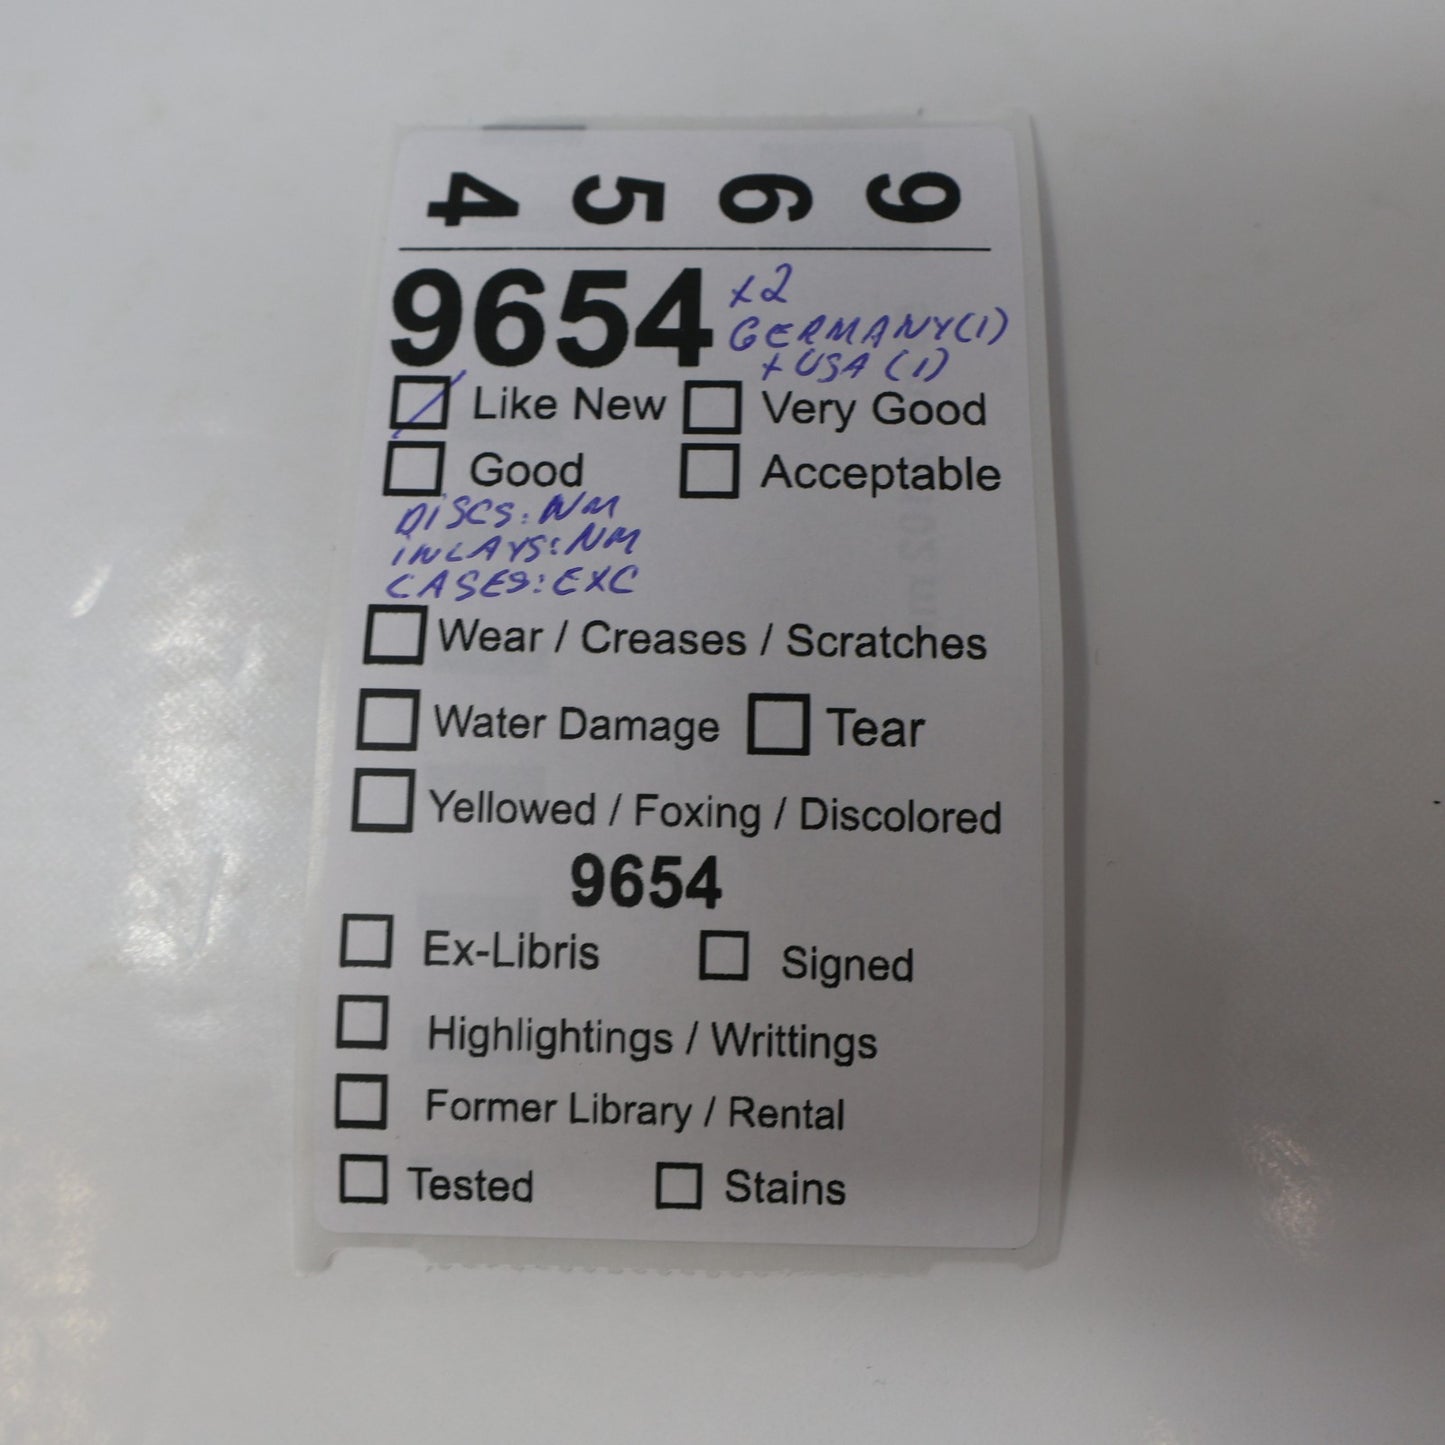 4 5 6 9
9654 x2
GERMANY(1)
+ USA (1)
Like New Very Good
Good Acceptable
DISCS: NM
INLAYS: NM
CASES: EXC
Wear / Creases / Scratches
Water Damage Tear
Yellowed / Foxing / Discolored
9654
Ex-Libris Signed
Highlightings / Writtings
Former Library / Rental
Tested Stains